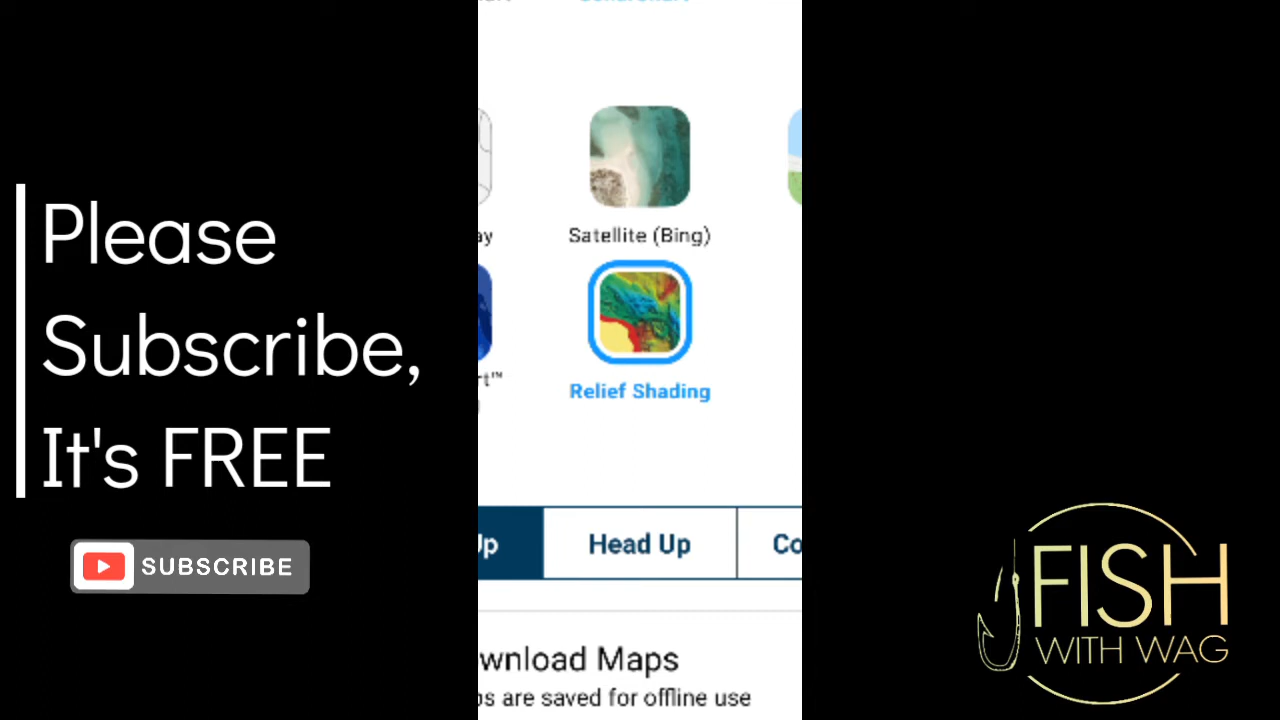 Please
Subscribe,
It's FREE
SUBSCRIBE
Satellite (Bing)
Relief Shading
Up
Head Up
wnload Maps
ps are saved for offline use
FISH
WITH WAG